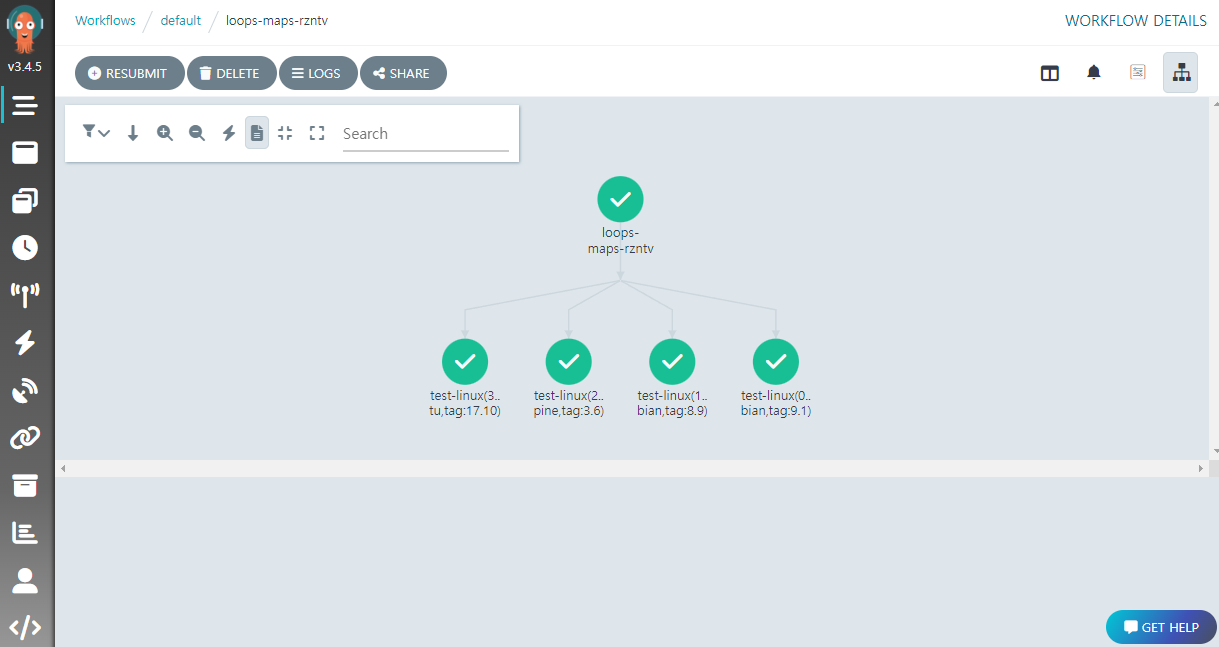 Workflows / default / loops-maps-rzntv
WORKFLOW DETAILS
v3.4.5
RESUBMIT DELETE LOGS SHARE
Search
loops-
maps-rzntv
test-linux(3.. test-linux(2.. test-linux(1.. test-linux(0..
tu,tag:17.10) pine,tag:3.6) bian,tag:8.9) bian,tag:9.1)
GET HELP